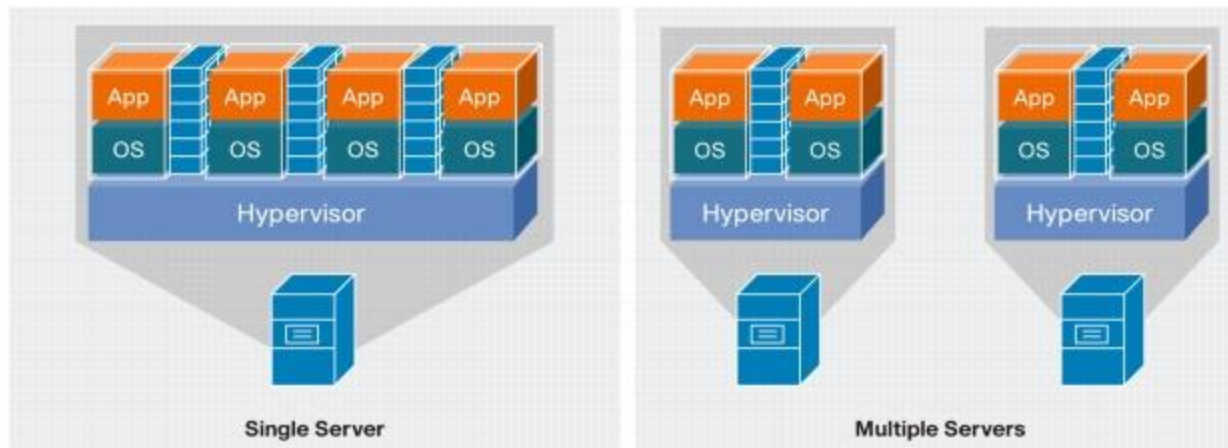 App App App App
OS OS OS OS
Hypervisor
Single Server
App App
OS OS
Hypervisor
App App
OS OS
Hypervisor
Multiple Servers